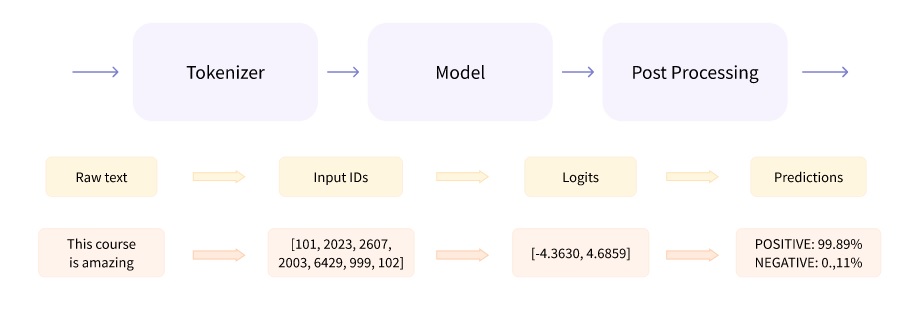 Tokenizer
Model
Post Processing
Raw text
Input IDs
Logits
Predictions
This course
is amazing
[101, 2023, 2607,
2003, 6429, 999, 102]
[-4.3630, 4.6859]
POSITIVE: 99.89%
NEGATIVE: 0.,11%